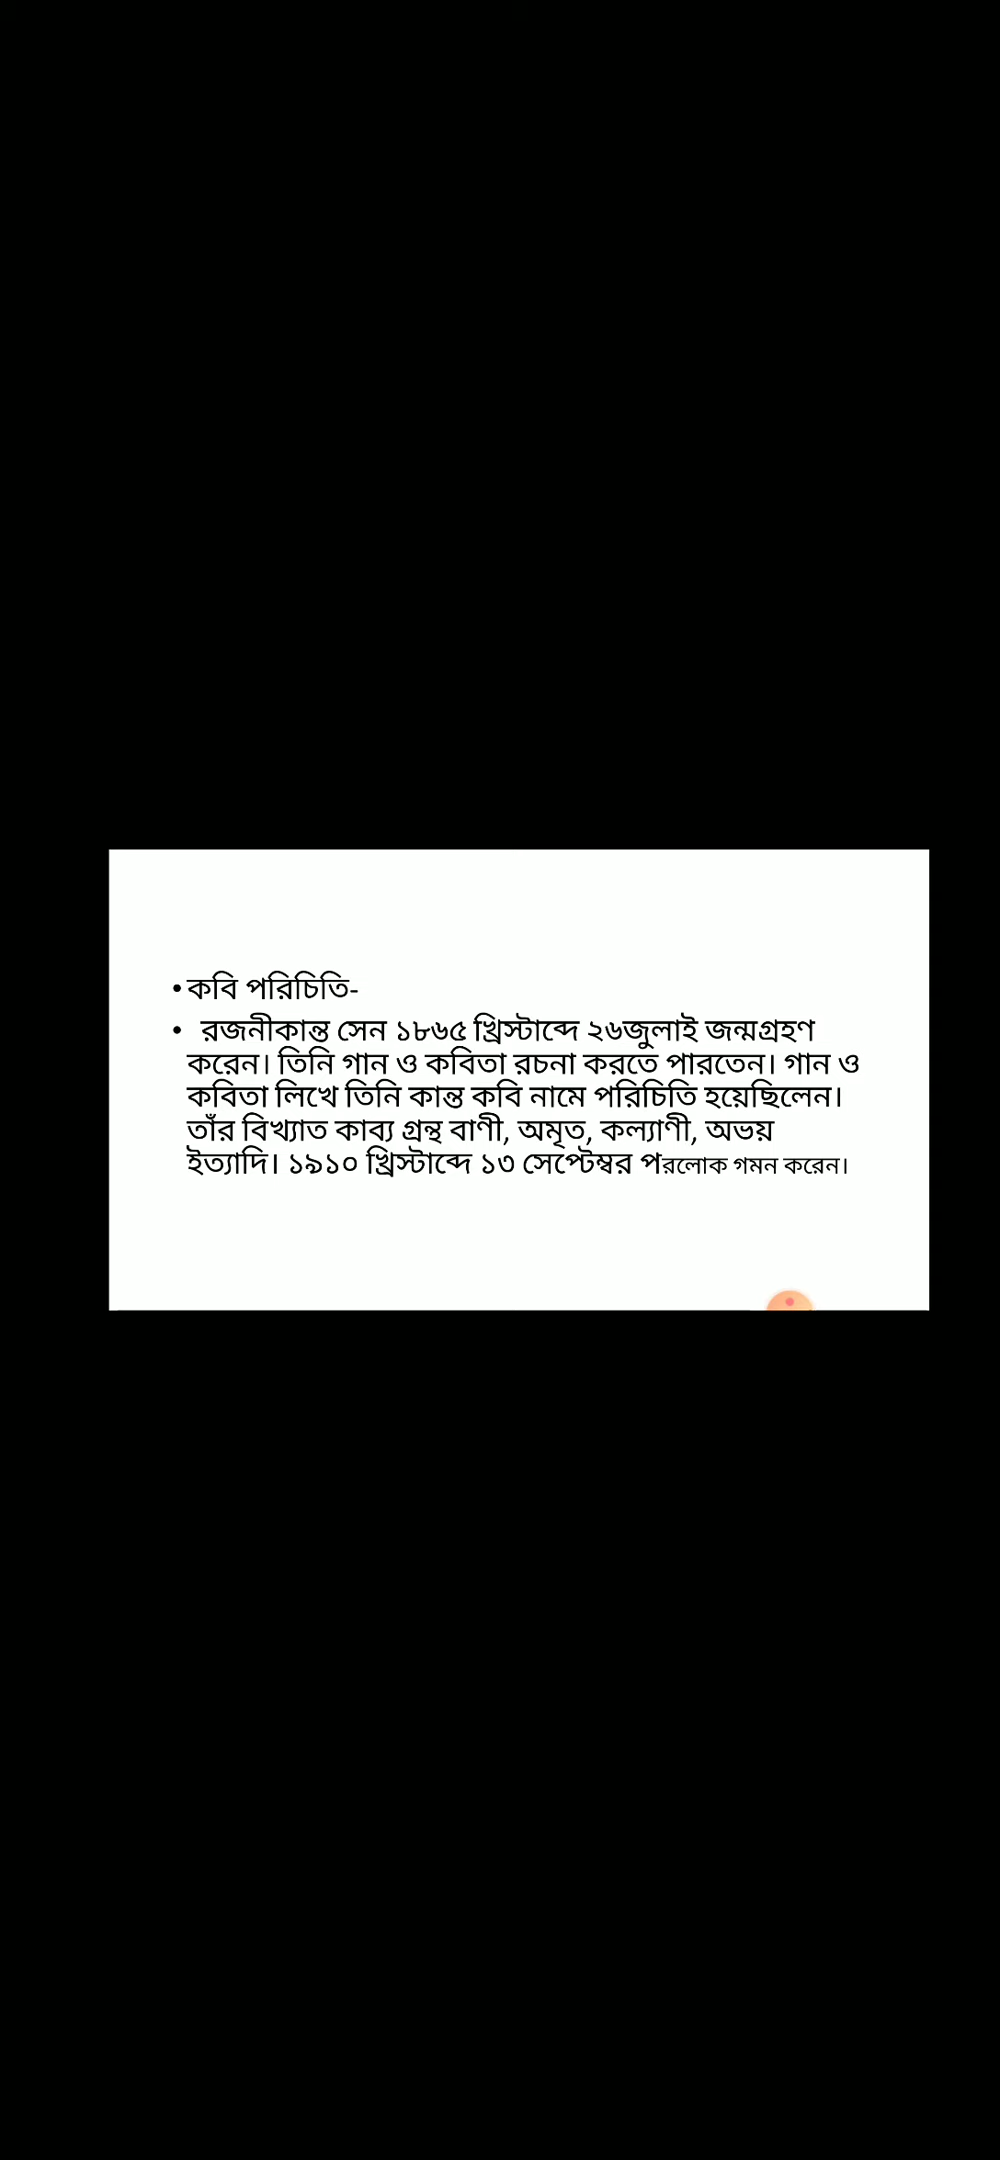 • কবি পরিচিতি-
• রজনীকান্ত সেন ১৮৬৫ খ্রিস্টাব্দে ২৬জুলাই জন্মগ্রহণ
করেন। তিনি গান ও কবিতা রচনা করতে পারতেন। গান ও
কবিতা লিখে তিনি কান্ত কবি নামে পরিচিতি হয়েছিলেন।
তাঁর বিখ্যাত কাব্য গ্রন্থ বাণী, অমৃত, কল্যাণী, অভয়
ইত্যাদি। ১৯১০ খ্রিস্টাব্দে ১৩ সেপ্টেম্বর পরলোক গমন করেন।